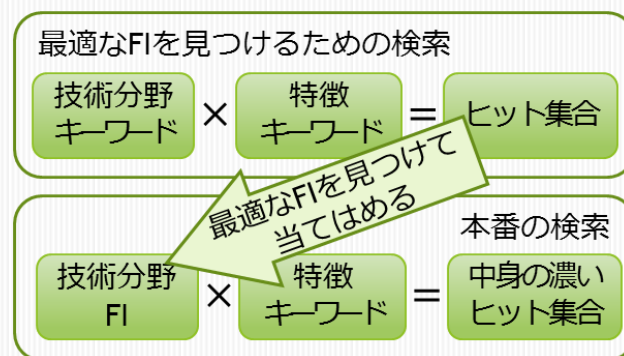 最適なFIを見つけるための検索
技術分野
キーワード
×
特徴
キーワード
=
ヒット集合
最適なFIを見つけて
当てはめる
本番の検索
技術分野
FI
×
特徴
キーワード
=
中身の濃い
ヒット集合